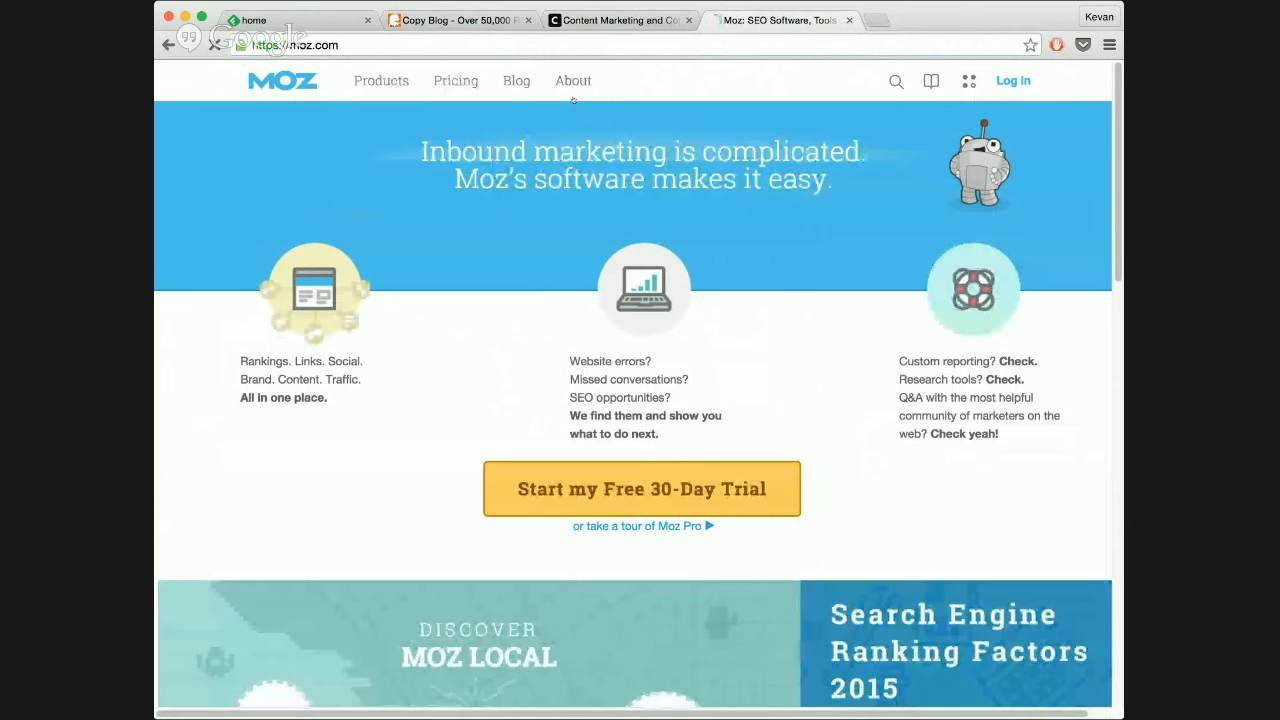 home
Copy Blog - Over 50,000
Content Marketing and Co
Moz: SEO Software, Tools
Kevan
Google
https://moz.com
MOZ
Products
Pricing
Blog
About
Log In
Inbound marketing is complicated.
Moz's software makes it easy.
Rankings. Links. Social.
Brand. Content. Traffic.
All in one place.
Website errors?
Missed conversations?
SEO opportunities?
We find them and show you
what to do next.
Custom reporting? Check.
Research tools? Check.
Q&A with the most helpful
community of marketers on the
web? Check yeah!
Start my Free 30-Day Trial
or take a tour of Moz Pro
DISCOVER
MOZ LOCAL
Search Engine
Ranking Factors
2015